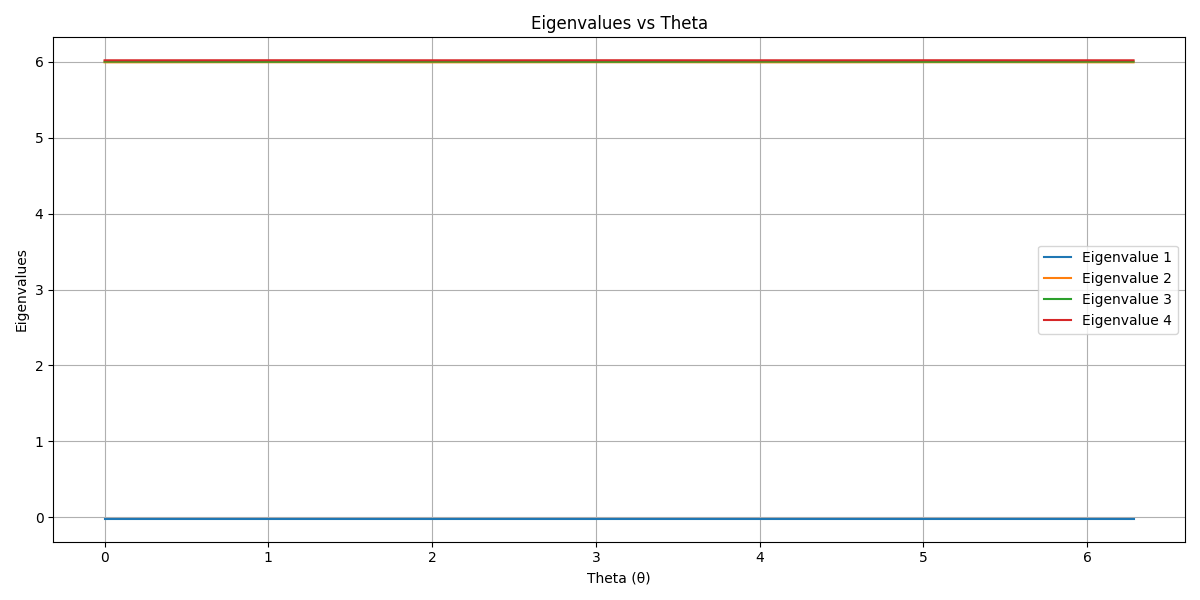 Eigenvalues vs Theta
6
5
4
3
2
1
0
Eigenvalues
Eigenvalue 1
Eigenvalue 2
Eigenvalue 3
Eigenvalue 4
0 1 2 3 4 5 6
Theta (θ)